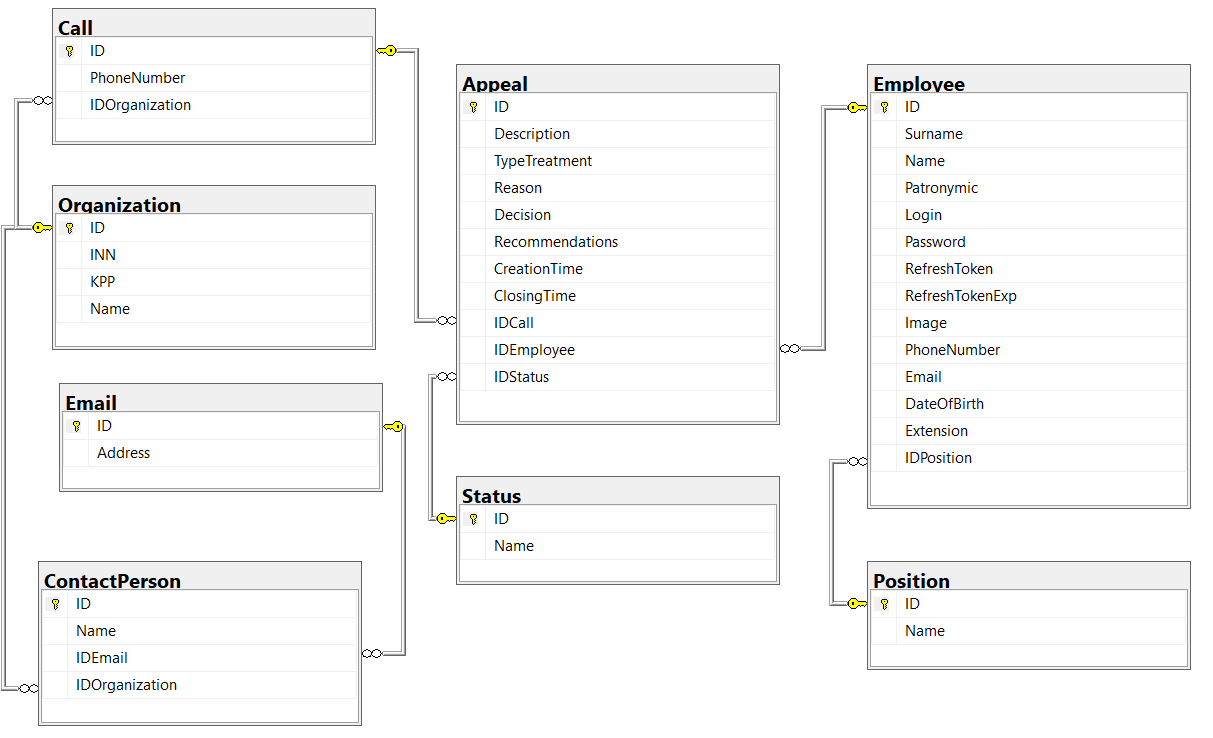 Call
ID
PhoneNumber
IDOrganization
Organization
ID
INN
KPP
Name
Email
ID
Address
ContactPerson
ID
Name
IDEmail
IDOrganization
Appeal
ID
Description
TypeTreatment
Reason
Decision
Recommendations
CreationTime
ClosingTime
IDCall
IDEmployee
IDStatus
Status
ID
Name
Employee
ID
Surname
Name
Patronymic
Login
Password
RefreshToken
RefreshTokenExp
Image
PhoneNumber
Email
DateOfBirth
Extension
IDPosition
Position
ID
Name